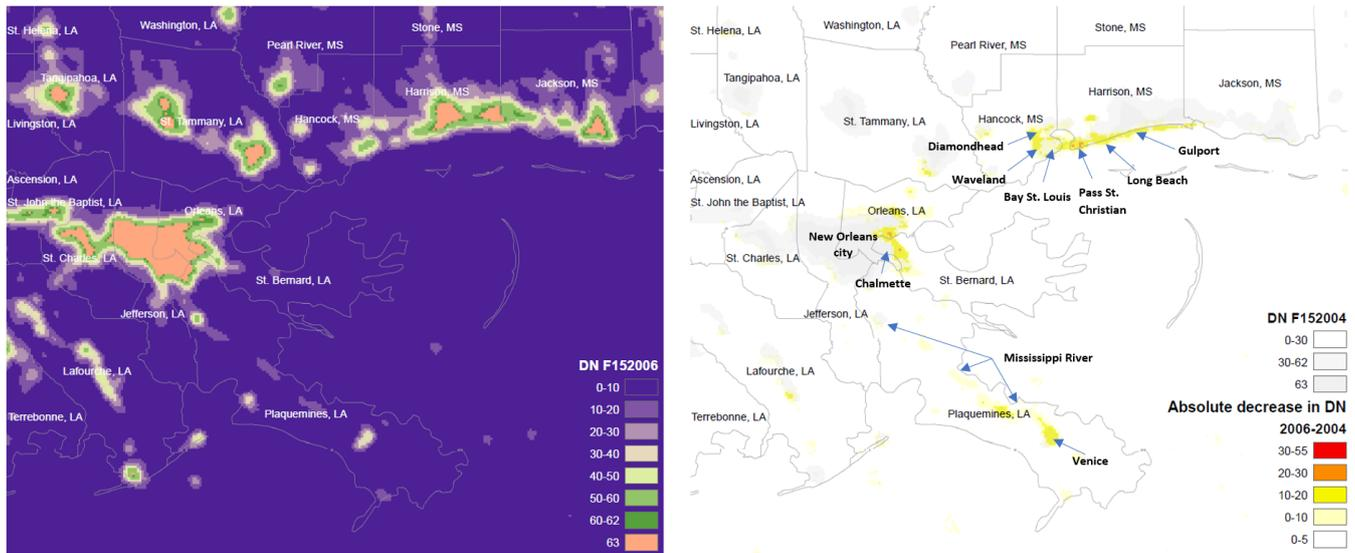 St. Helena, LA
Washington, LA
Stone, MS
Pearl River, MS
Tangipahoa, LA
Harrison, MS
Jackson, MS
Livingston, LA
St. Tammany, LA
Hancock, MS
Ascension, LA
St. John the Baptist, LA
Orleans, LA
St. Charles, LA
St. Bernard, LA
Jefferson, LA
Lafourche, LA
Terrebonne, LA
Plaquemines, LA
DN F152006
0-10
10-20
20-30
30-40
40-50
50-60
60-62
63
St. Helena, LA
Washington, LA
Stone, MS
Pearl River, MS
Tangipahoa, LA
Harrison, MS
Jackson, MS
Livingston, LA
St. Tammany, LA
Hancock, MS
Diamondhead
Gulport
Waveland
Long Beach
Ascension, LA
Bay St. Louis
Pass St.
Christian
St. John the Baptist, LA
Orleans, LA
New Orleans
city
St. Charles, LA
Chalmette
St. Bernard, LA
Jefferson, LA
Mississippi River
Lafourche, LA
Terrebonne, LA
Plaquemines, LA
Venice
DN F152004
0-30
30-62
63
Absolute decrease in DN
2006-2004
30-55
20-30
10-20
0-10
0-5